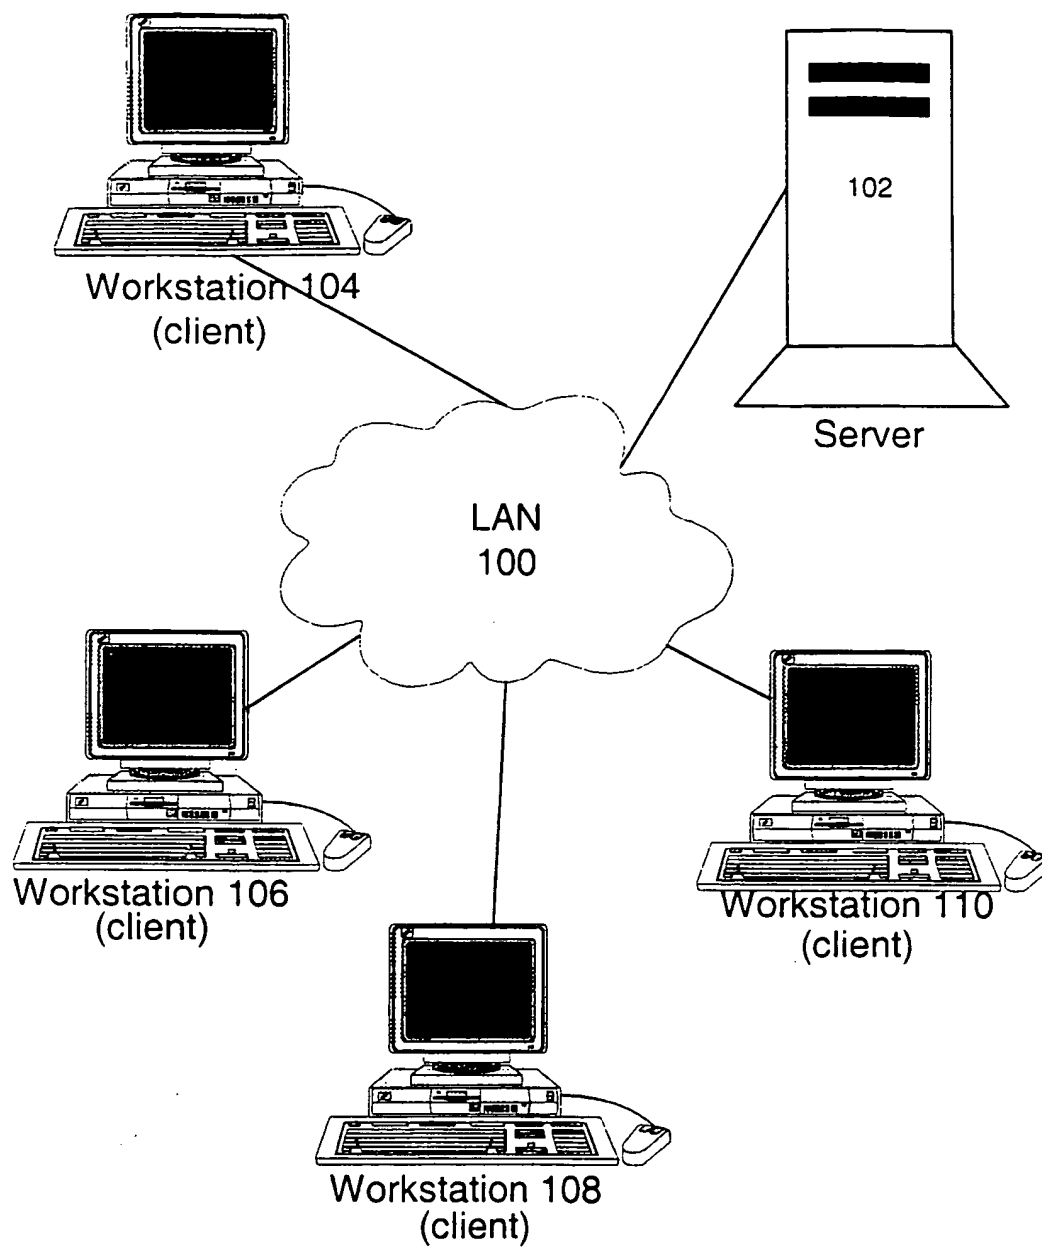 102
Workstation 104
(client)
Server
LAN
100
Workstation 106
(client)
Workstation 110
(client)
Workstation 108
(client)